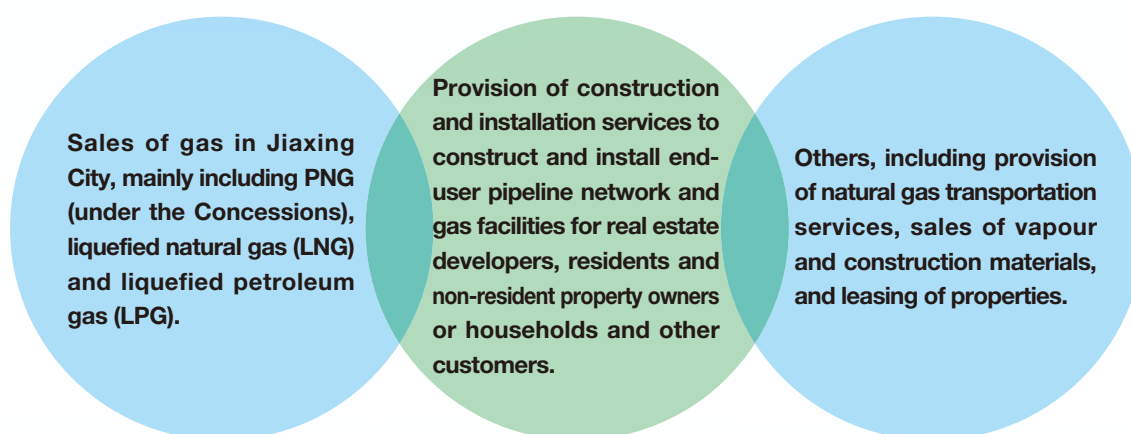 Sales of gas in Jiaxing
City, mainly including PNG
(under the Concessions),
liquefied natural gas (LNG)
and liquefied petroleum
gas (LPG).
Provision of construction
and installation services to
construct and install end-
user pipeline network and
gas facilities for real estate
developers, residents and
non-resident property owners
or households and other
customers.
Others, including provision
of natural gas transportation
services, sales of vapour
and construction materials,
and leasing of properties.